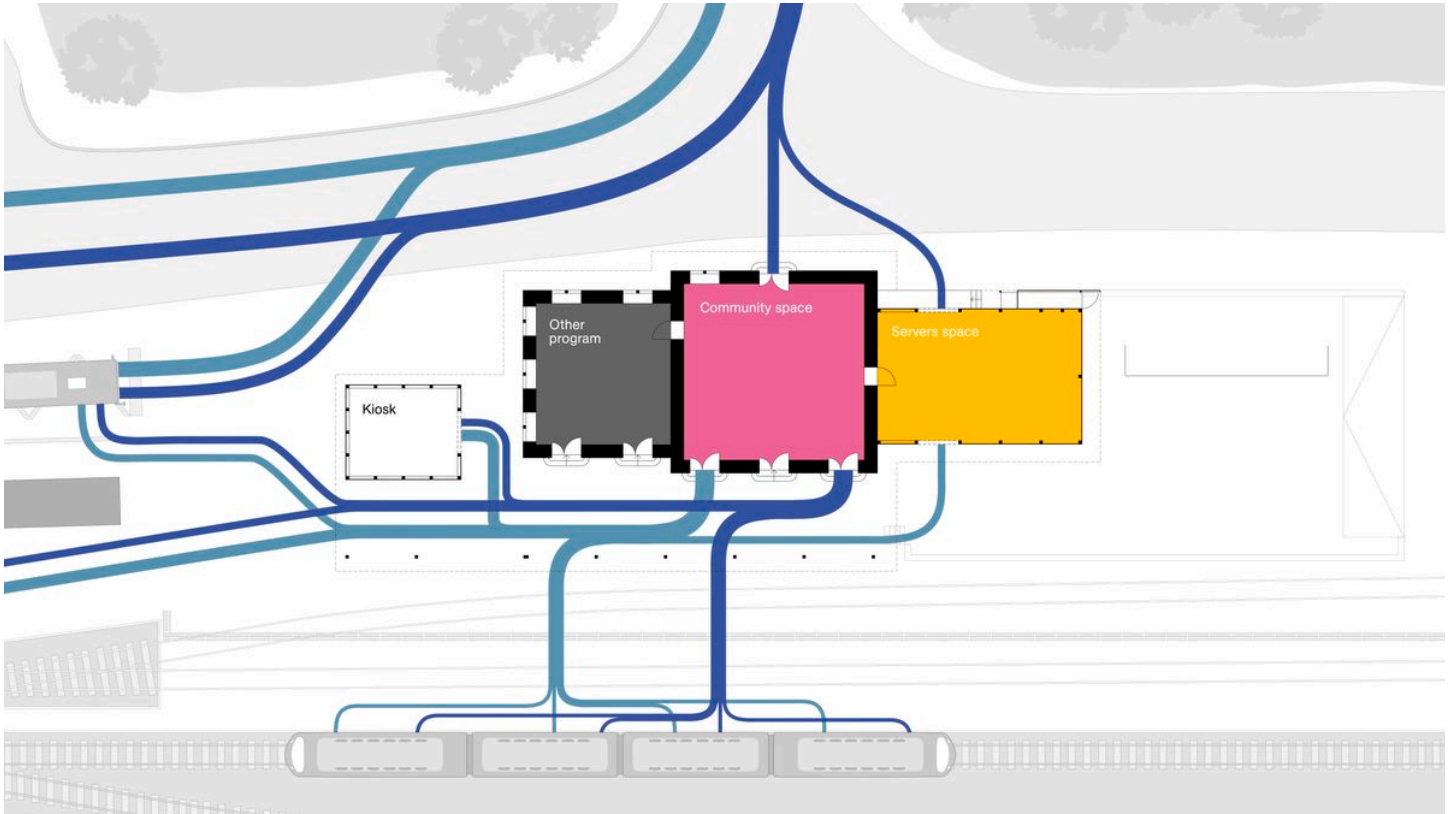 Community space
Other
program
Servers space
Kiosk